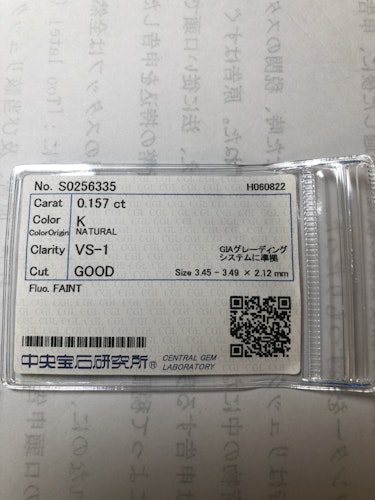 No. S0256335 H060822
Carat 0.157 ct
Color K
ColorOrigin NATURAL
Clarity VS-1 GIAグレーディング
システムに準拠
Cut GOOD Size 3.45 - 3.49 × 2.12 mm
Fluo. FAINT
中央宝石研究所® CENTRAL GEM
LABORATORY